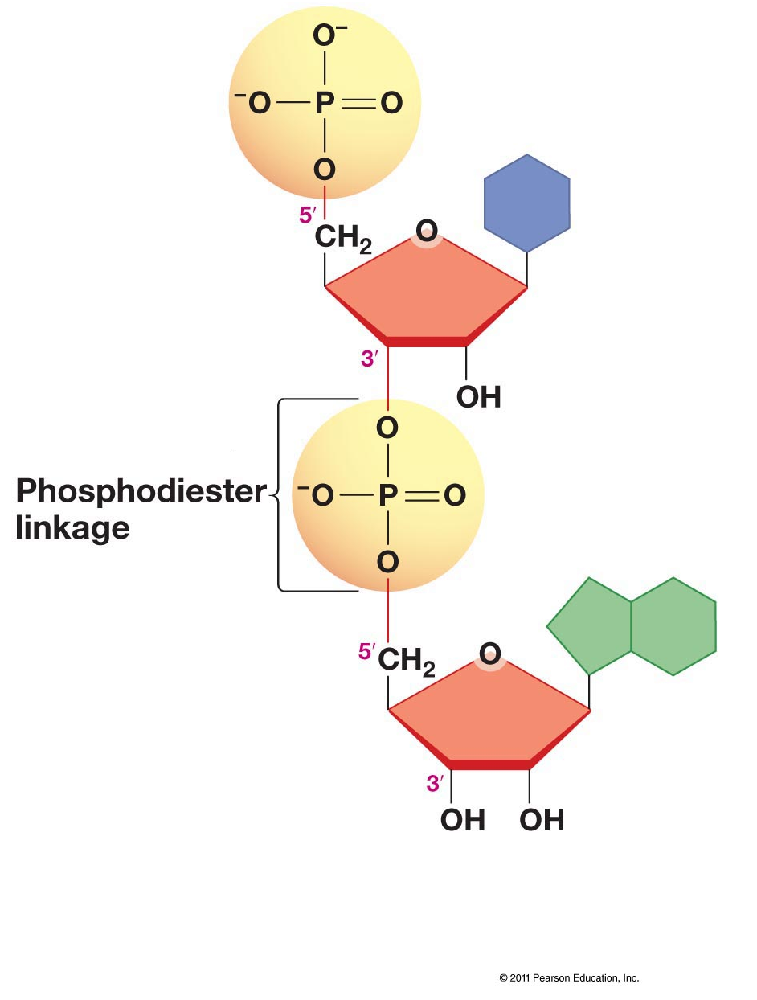 O⁻
⁻O P O
O
5′
CH₂ O
3′
OH
O
Phosphodiester
linkage
⁻O P O
O
5′
CH₂ O
3′
OH OH
© 2011 Pearson Education, Inc.